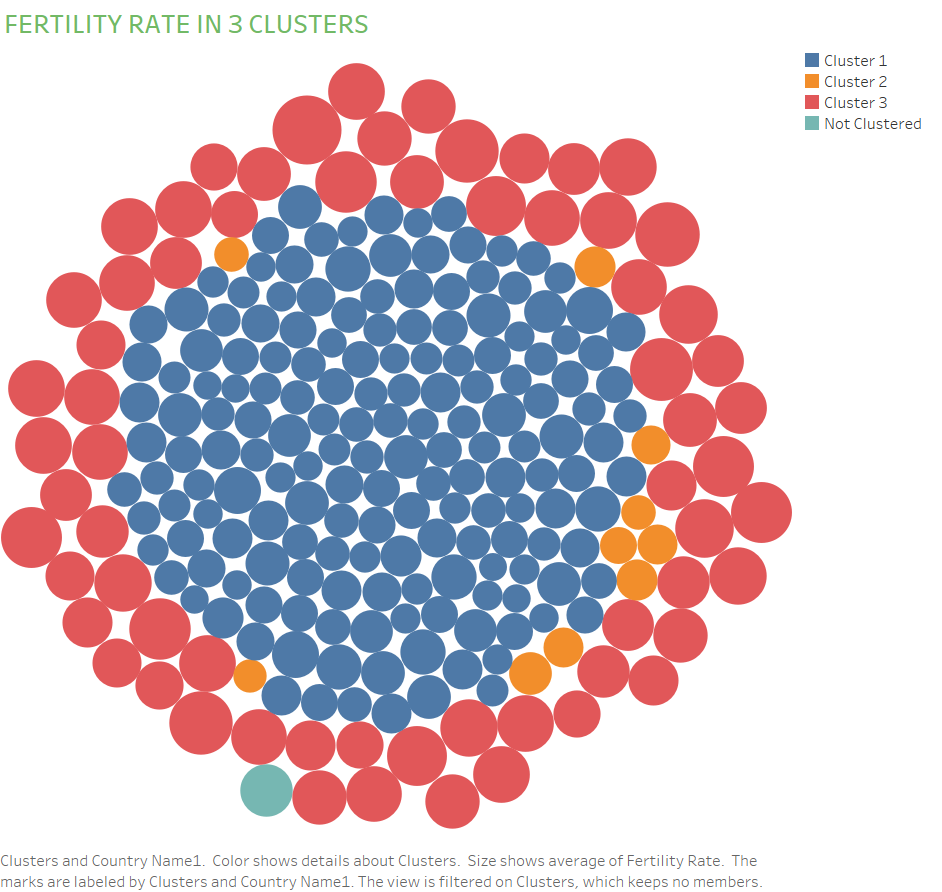 FERTILITY RATE IN 3 CLUSTERS
Cluster 1
Cluster 2
Cluster 3
Not Clustered
Clusters and Country Name1.  Color shows details about Clusters.  Size shows average of Fertility Rate.  The
marks are labeled by Clusters and Country Name1. The view is filtered on Clusters, which keeps no members.